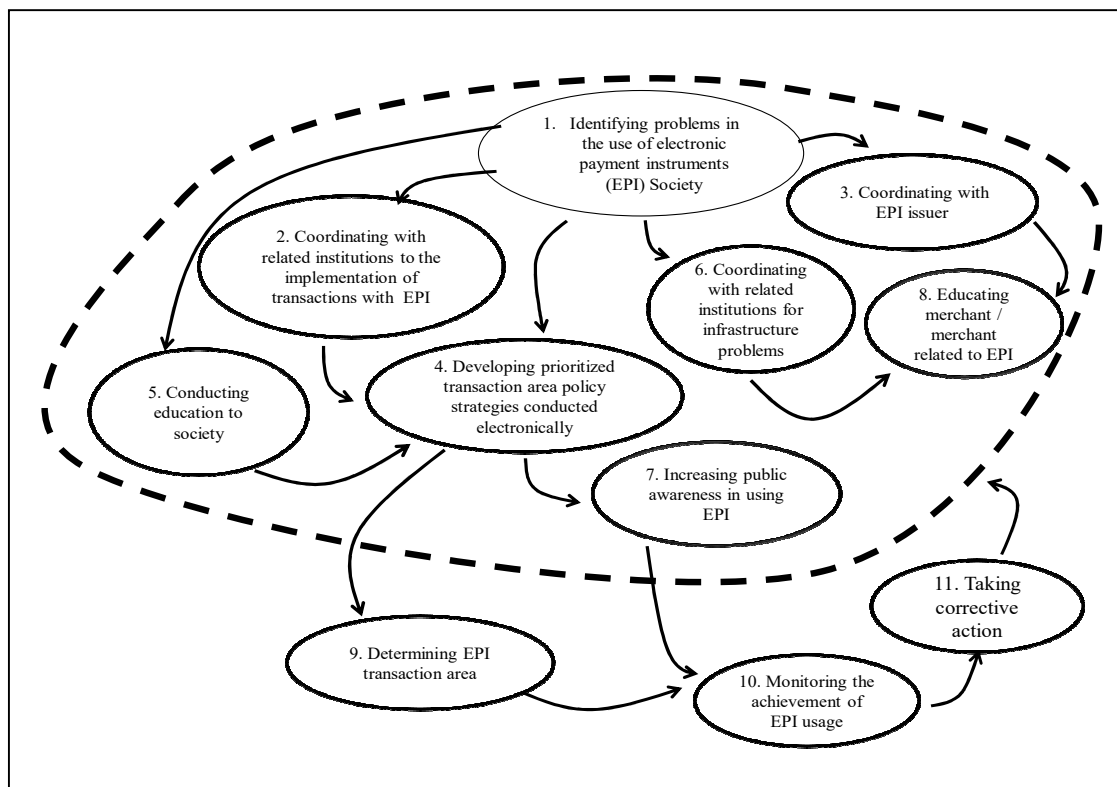 1. Identifying problems in
the use of electronic
payment instruments
(EPI) Society
3. Coordinating with
EPI issuer
2. Coordinating with
related institutions to the
implementation of
transactions with EPI
6. Coordinating
with related
institutions for
infrastructure
problems
8. Educating
merchant /
merchant
related to EPI
4. Developing prioritized
transaction area policy
strategies conducted
electronically
5. Conducting
education to
society
7. Increasing public
awareness in using
EPI
11. Taking
corrective
action
9. Determining EPI
transaction area
10. Monitoring the
achievement of
EPI usage